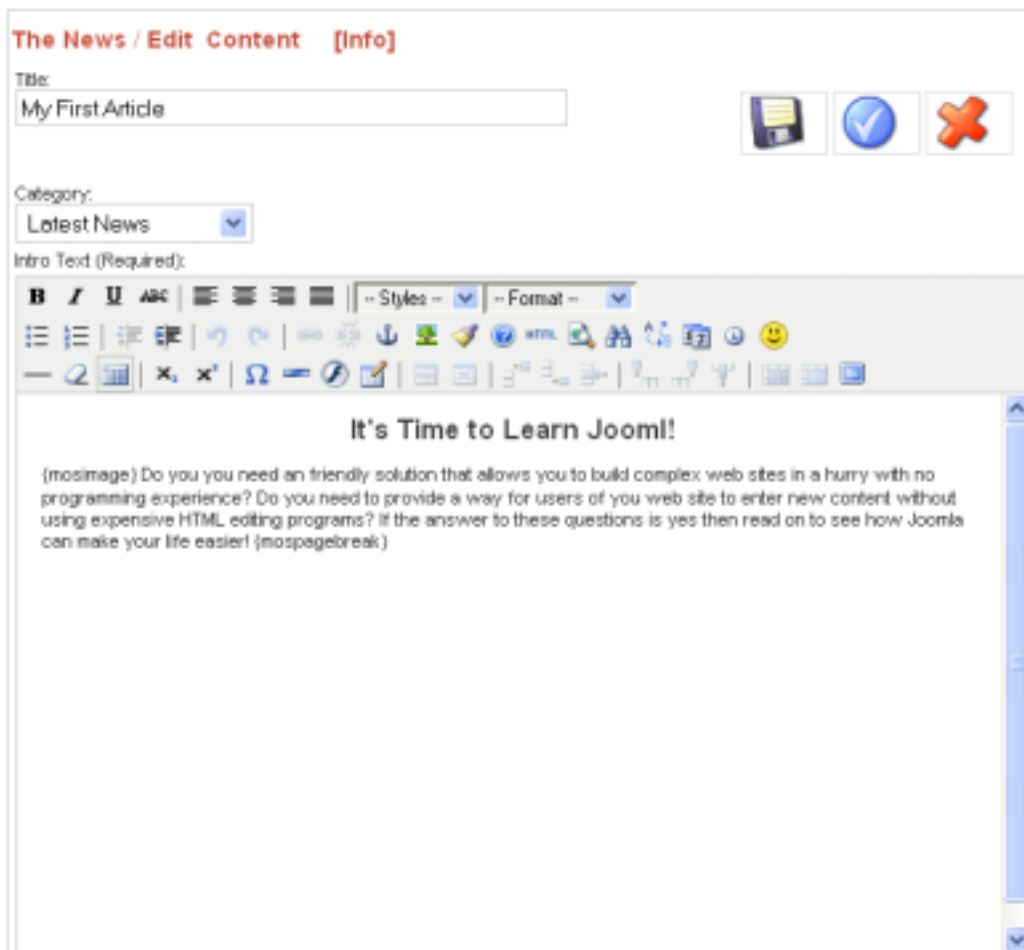 The News / Edit Content [Info]
Title:
My First Article
Category:
Latest News
Intro Text (Required):
B I U ABC -- Styles -- -- Format --
HTML
It's Time to Learn Jooml!
{mosimage} Do you you need an friendly solution that allows you to build complex web sites in a hurry with no
programming experience? Do you need to provide a way for users of you web site to enter new content without
using expensive HTML editing programs? If the answer to these questions is yes then read on to see how Joomla
can make your life easier! {mospagebreak}